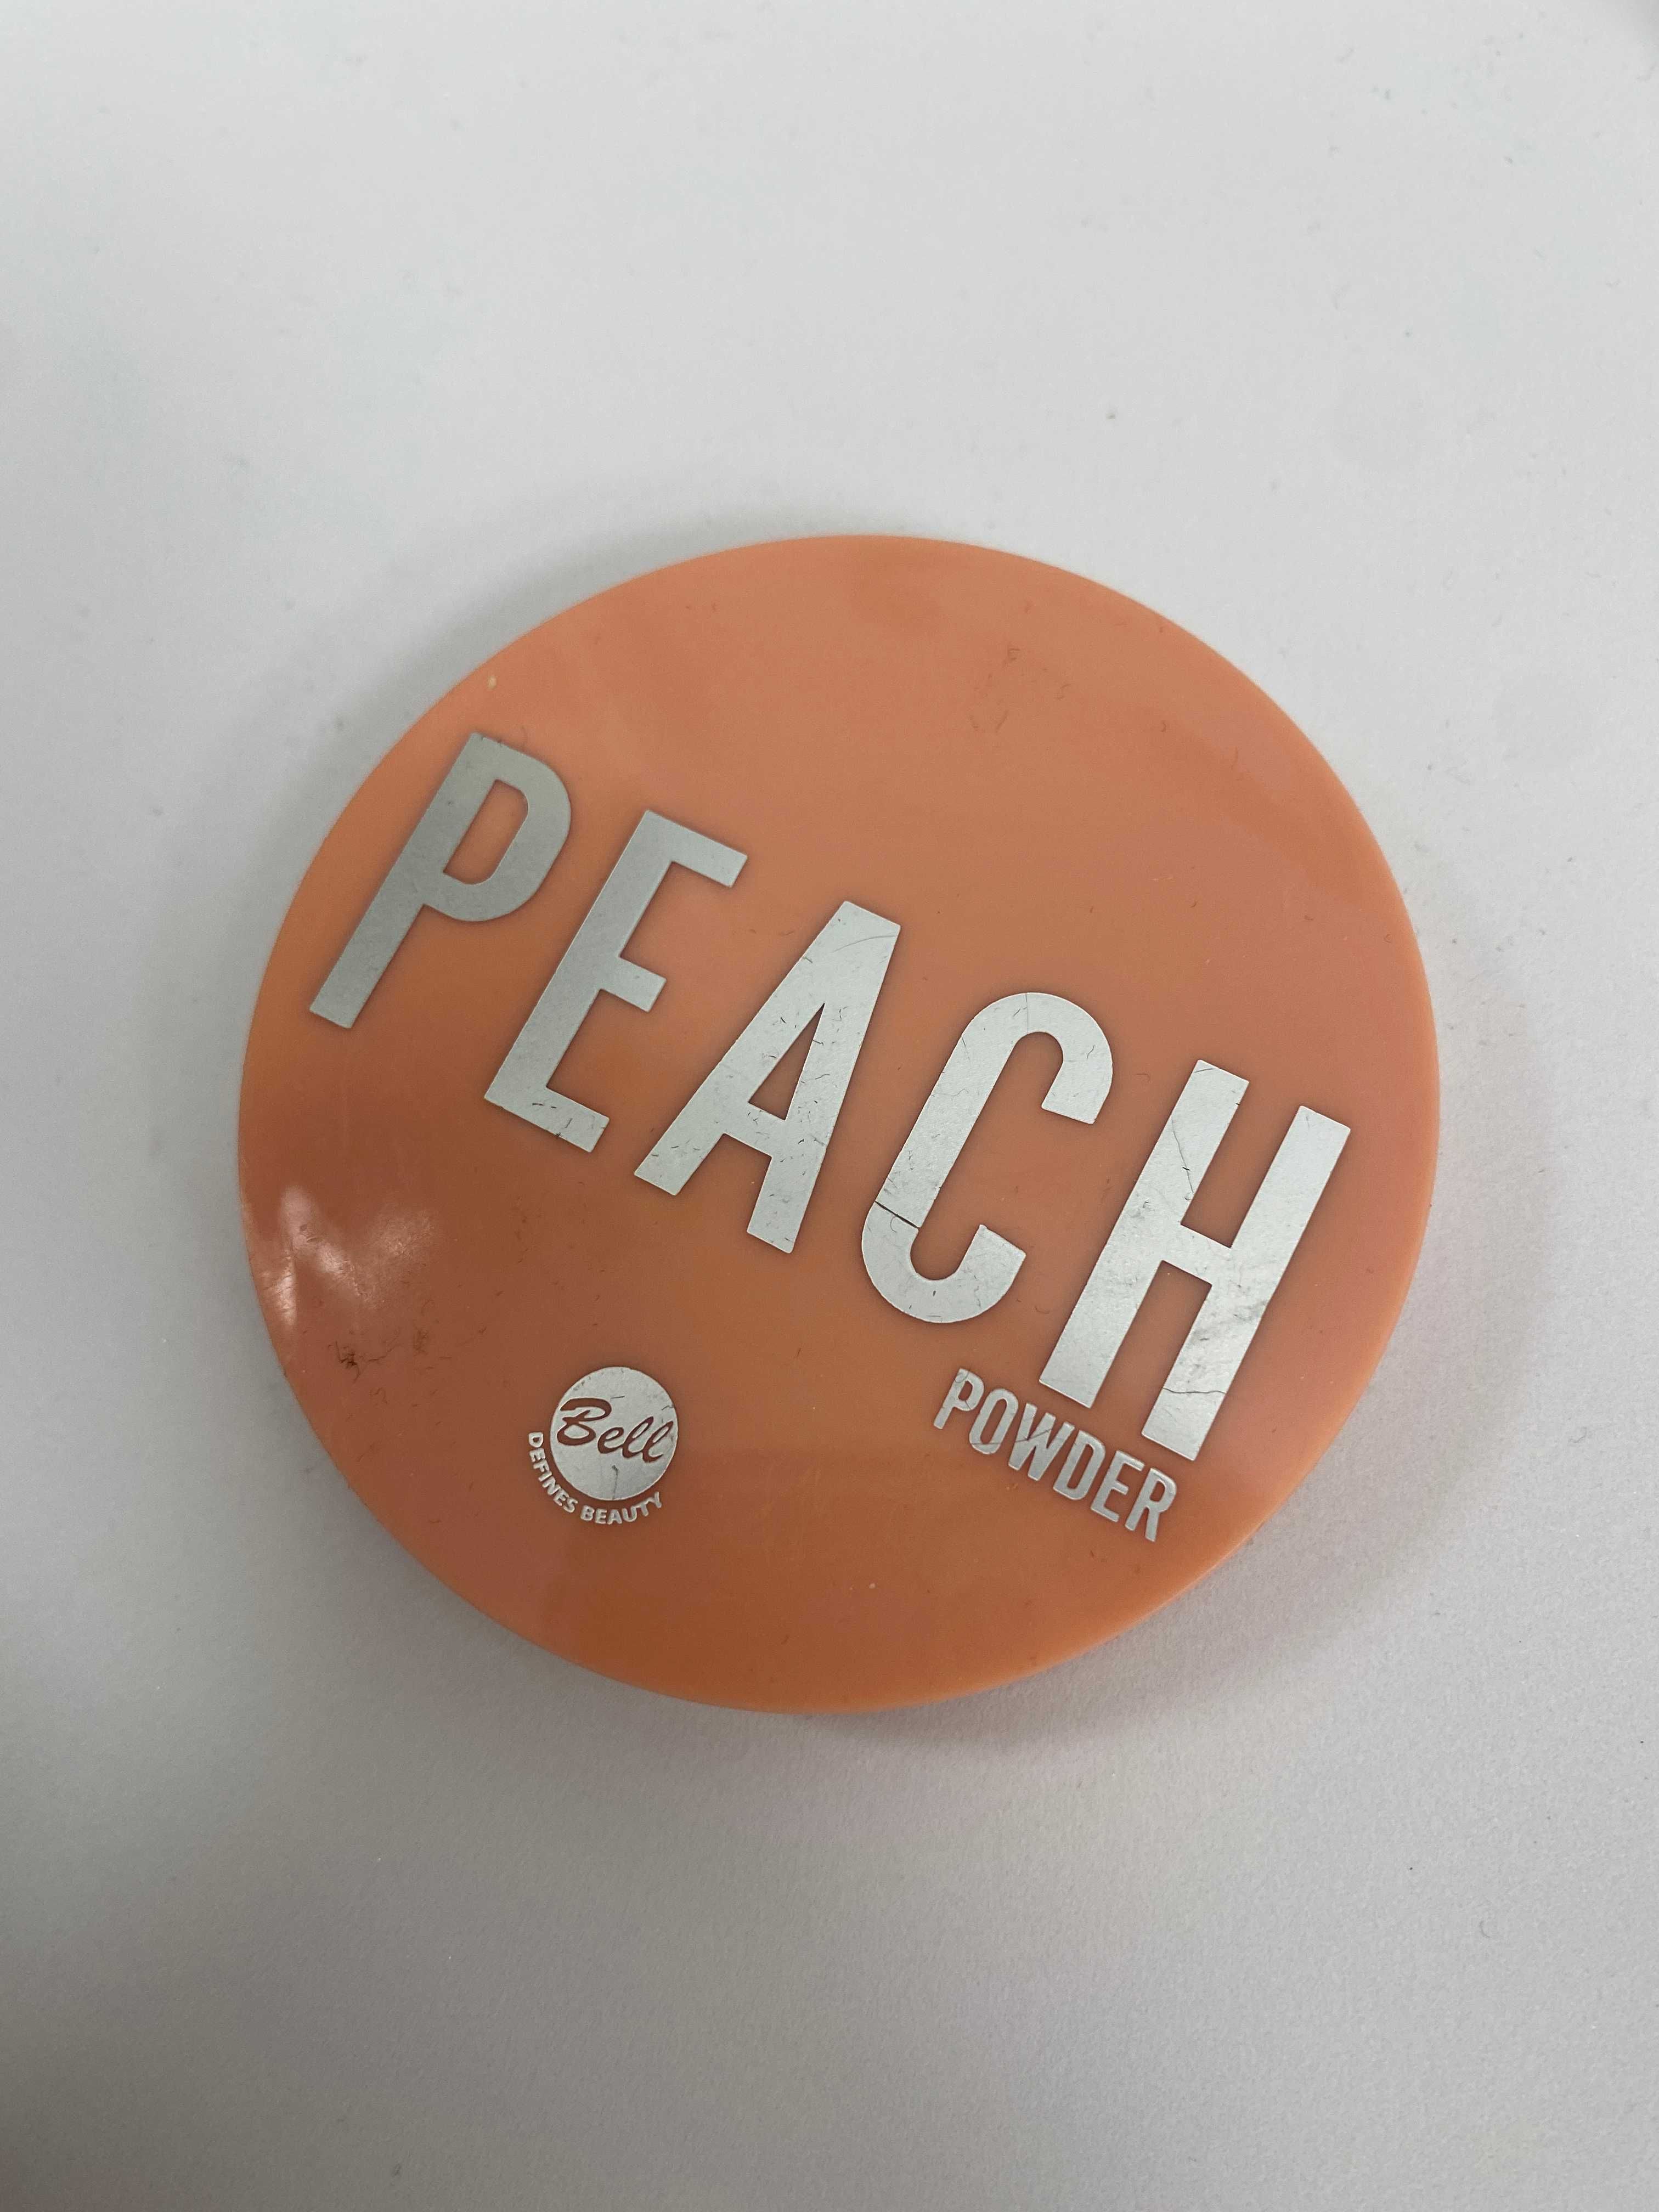 PEACH
POWDER
Bell
DEFINES BEAUTY